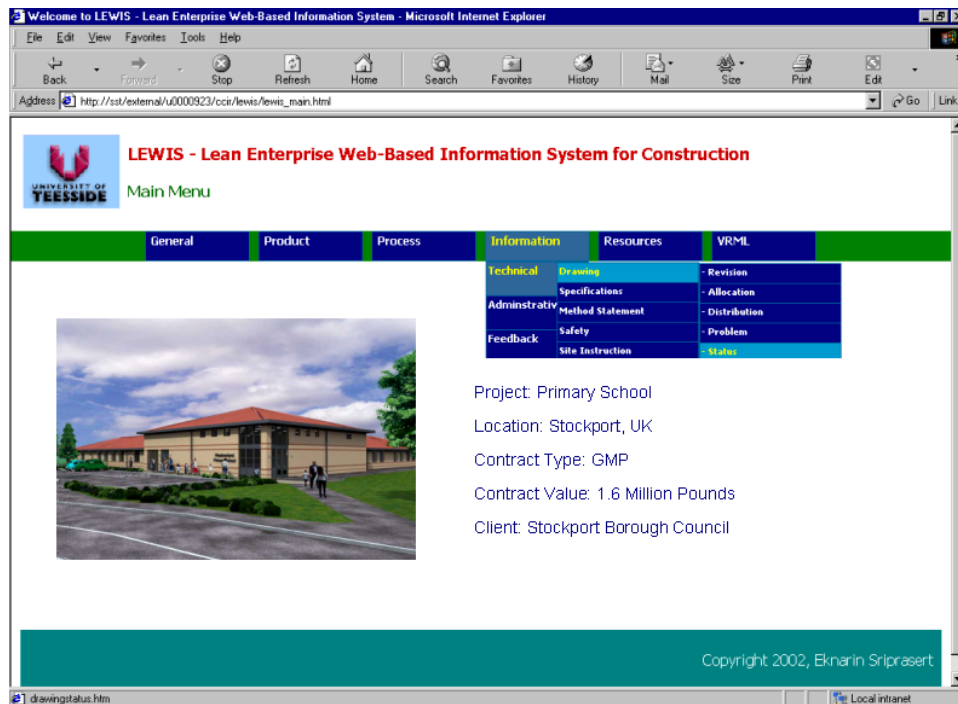 Welcome to LEWIS - Lean Enterprise Web-Based Information System - Microsoft Internet Explorer
File Edit View Favorites Tools Help
Back Forward Stop Refresh Home Search Favorites History Mail Size Print Edit
Address http://sst/external/u0000923/ccir/lewis/lewis_main.html Go Link
UNIVERSITY OF
TEESSIDE
LEWIS - Lean Enterprise Web-Based Information System for Construction
Main Menu
General Product Process Information Resources VRML
Technical Drawing - Revision
Specifications - Allocation
Adminstrativ Method Statement - Distribution
Safety - Problem
Feedback
Site Instruction - Status
Project: Primary School
Location: Stockport, UK
Contract Type: GMP
Contract Value: 1.6 Million Pounds
Client: Stockport Borough Council
Copyright 2002, Eknarin Sriprasert
drawingstatus.htm Local intranet